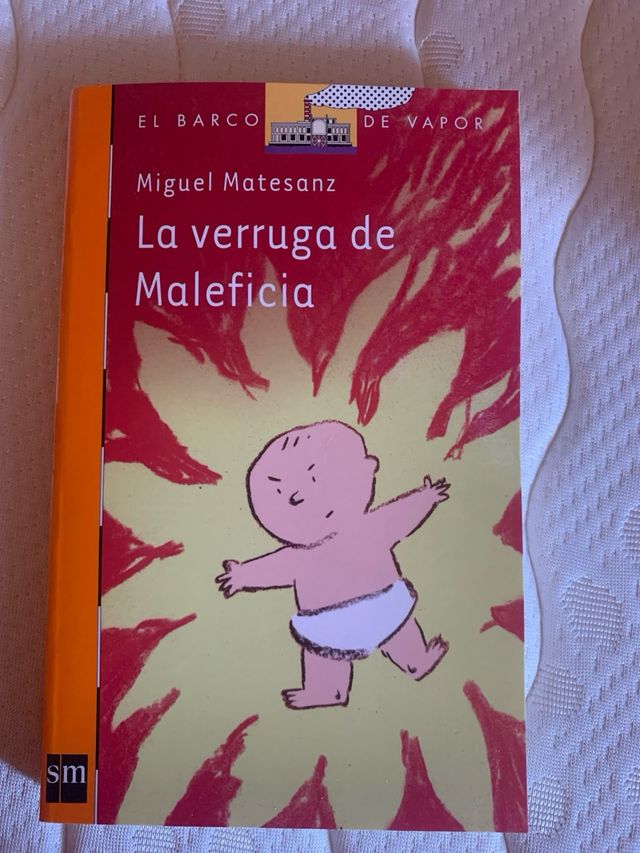 EL BARCO DE VAPOR
Miguel Matesanz
La verruga de
Maleficia
sm